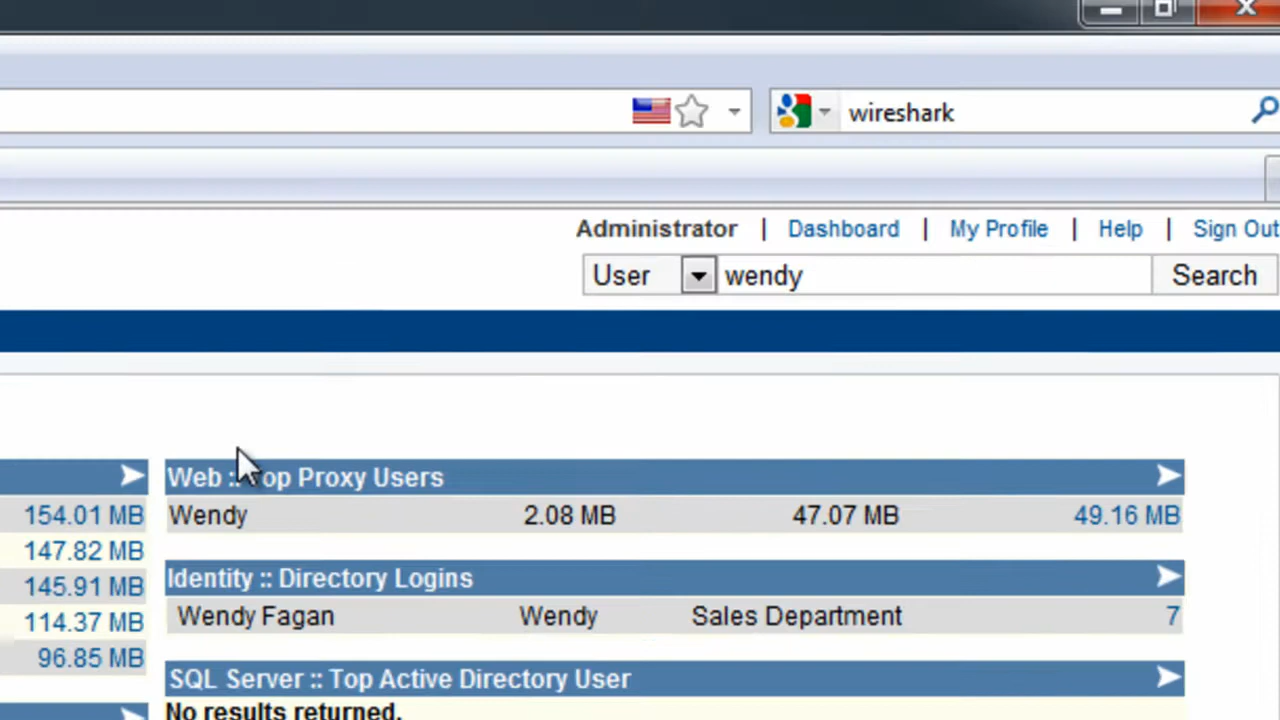 wireshark
Administrator | Dashboard | My Profile | Help | Sign Out
User wendy Search
Web :: Top Proxy Users
154.01 MB Wendy 2.08 MB 47.07 MB 49.16 MB
147.82 MB
Identity :: Directory Logins
145.91 MB
114.37 MB Wendy Fagan Wendy Sales Department 7
96.85 MB
SQL Server :: Top Active Directory User
No results returned.